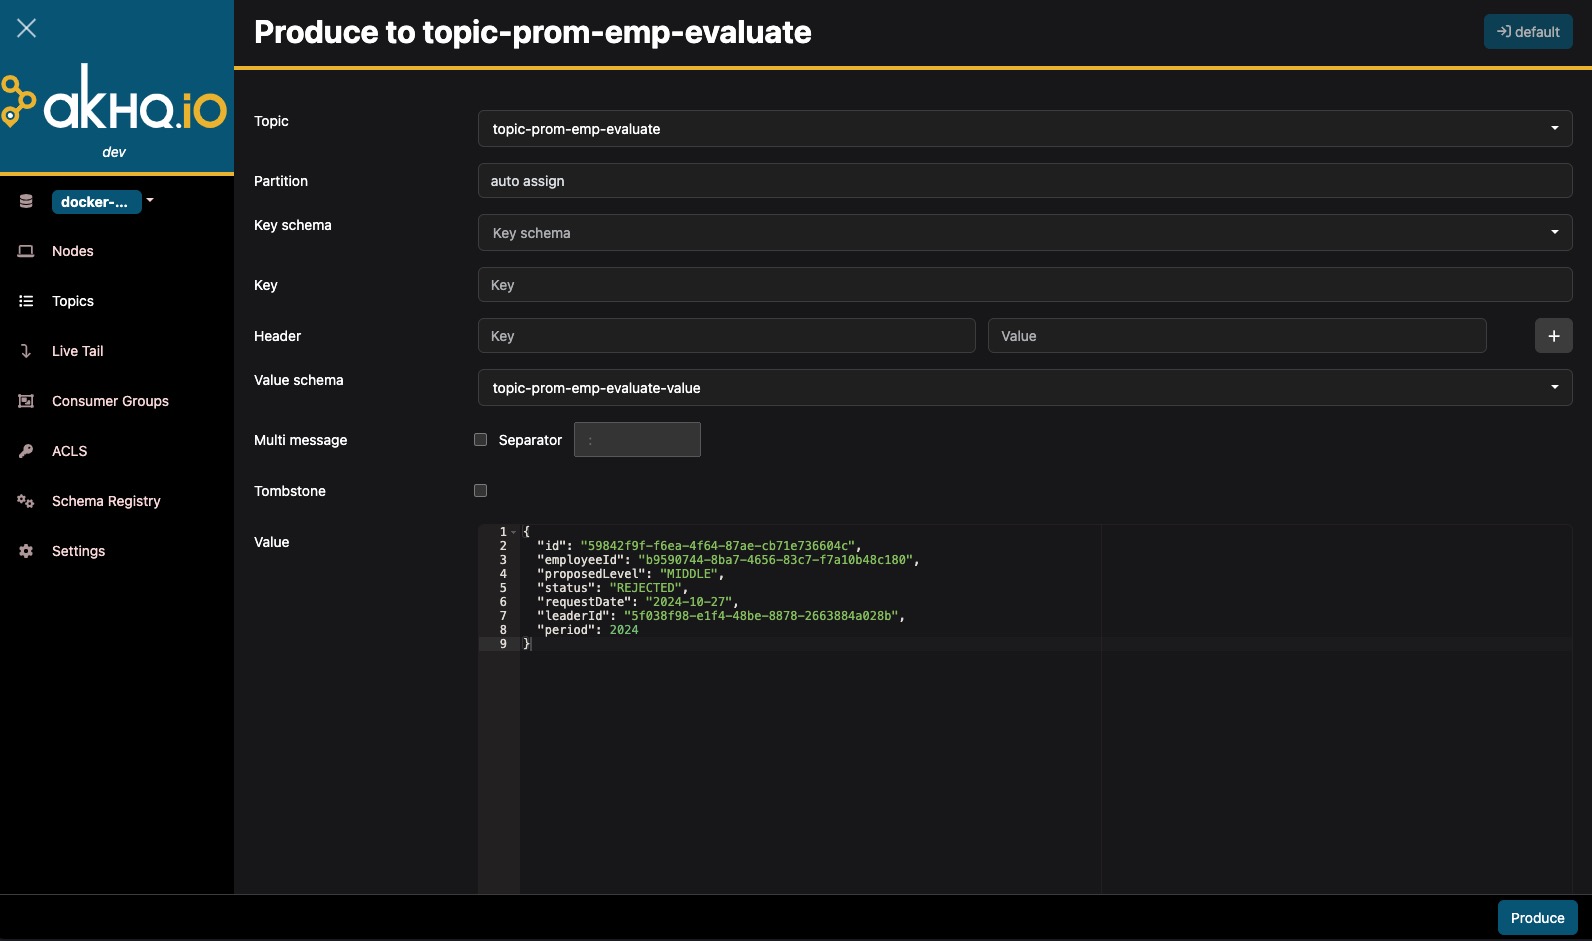 Produce to topic-prom-emp-evaluate
default
akHQ.io
dev
docker-...
Nodes
Topics
Live Tail
Consumer Groups
ACLS
Schema Registry
Settings
Topic
topic-prom-emp-evaluate
Partition
auto assign
Key schema
Key schema
Key
Key
Header
Key
Value
+
Value schema
topic-prom-emp-evaluate-value
Multi message
Separator
:
Tombstone
Value
1 {
2 "id": "59842f9f-f6ea-4f64-87ae-cb71e736604c",
3 "employeeId": "b9590744-8ba7-4656-83c7-f7a10b48c180",
4 "proposedLevel": "MIDDLE",
5 "status": "REJECTED",
6 "requestDate": "2024-10-27",
7 "leaderId": "5f038f98-e1f4-48be-8878-2663884a028b",
8 "period": 2024
9 }
Produce